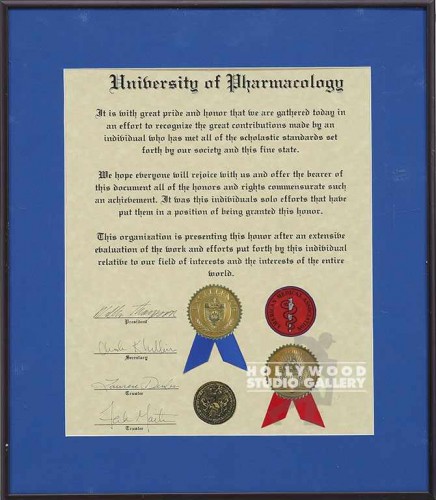 University of Pharmacology
It is with great pride and honor that we are gathered today in
an effort to recognize the great contributions made by an
individual who has met all of the scholastic standards set
forth by our society and this fine state.
We hope everyone will rejoice with us and offer the bearer of
this document all of the honors and rights commensurate such
an achievement. It was this individuals solo efforts that have
put them in a position of being granted this honor.
This organization is presenting this honor after an extensive
evaluation of the work and efforts put forth by this individual
relative to our field of interests and the interests of the entire
world.
President
Secretary
Trustee
Trustee
HOLLYWOOD
STUDIO GALLERY